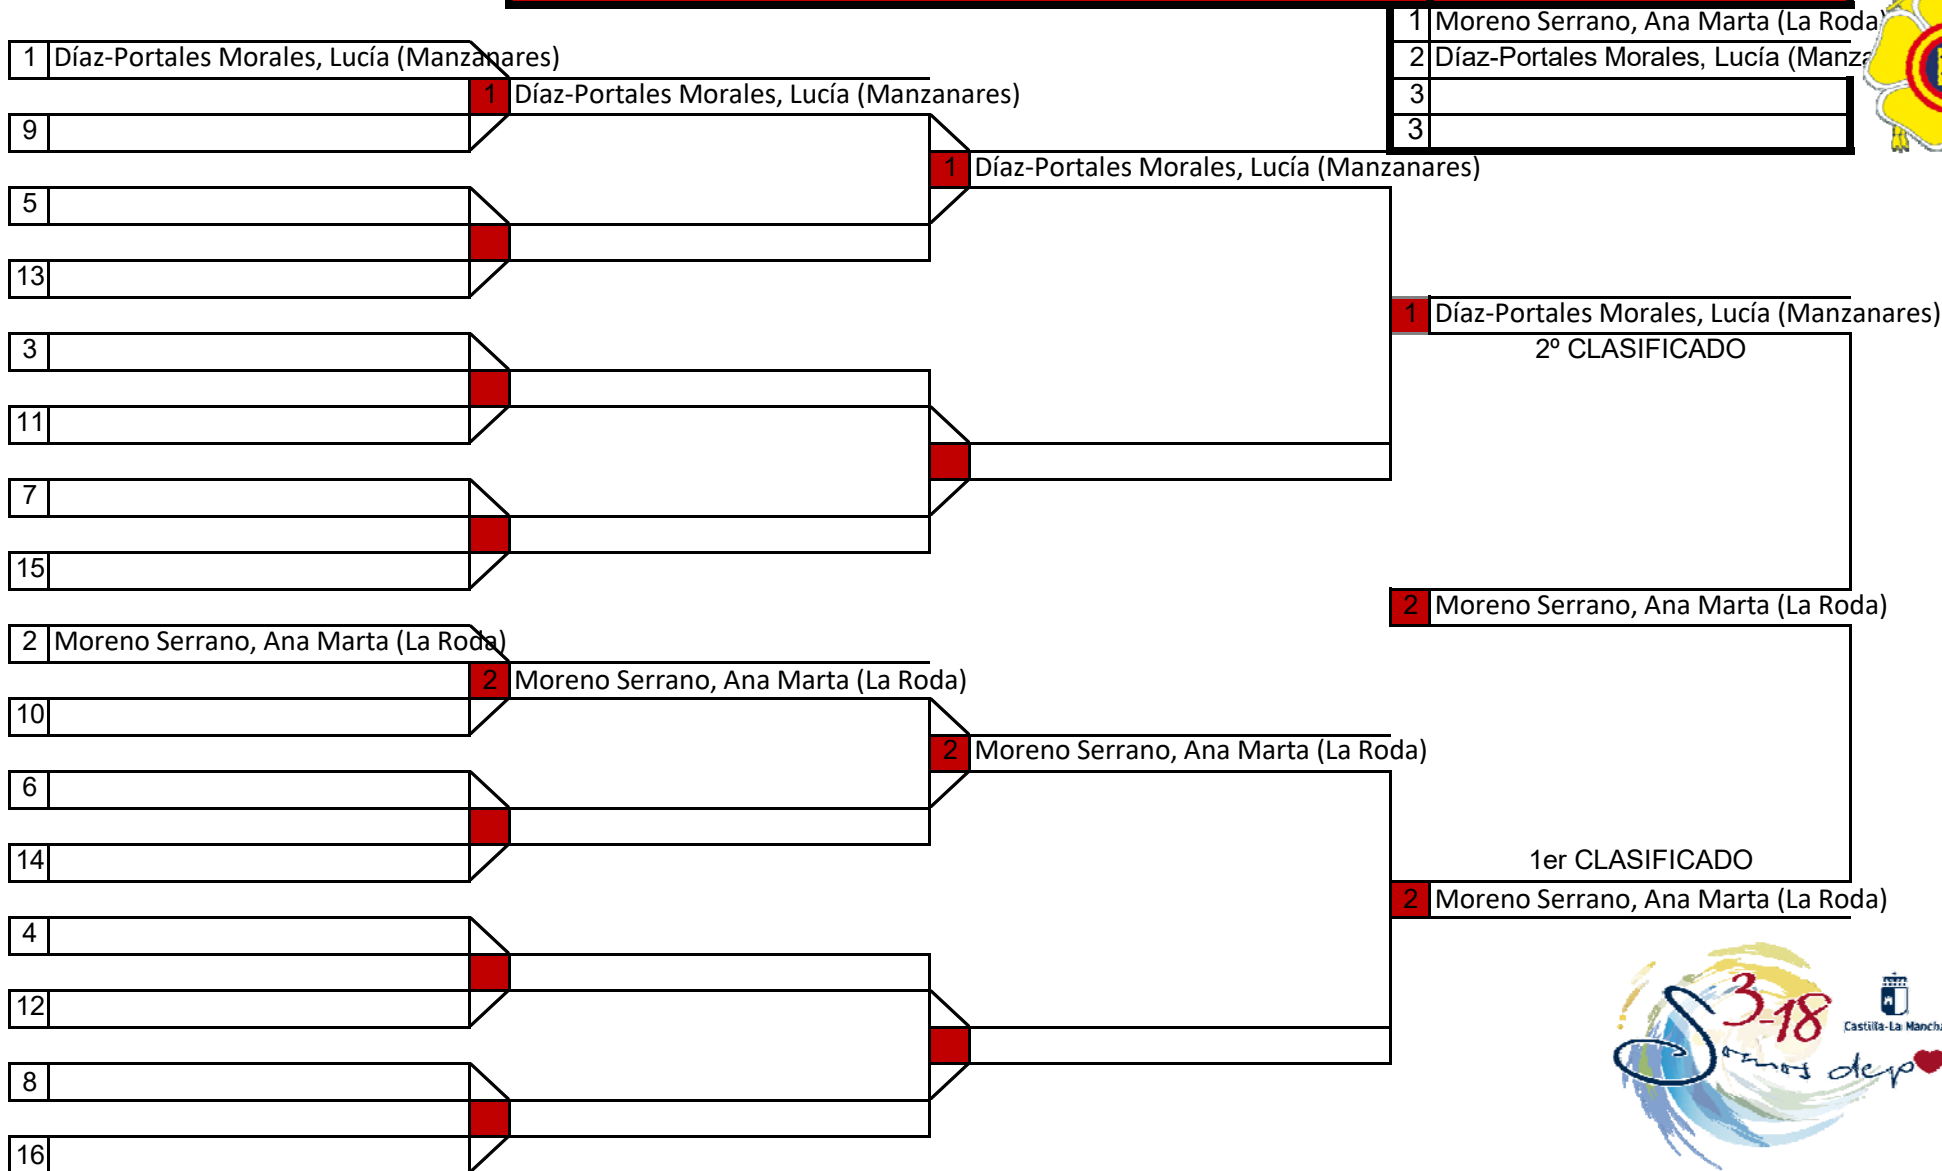 1 Moreno Serrano, Ana Marta (La Roda)
1 Díaz-Portales Morales, Lucía (Manzanares)
2 Díaz-Portales Morales, Lucía (Manza
1 Díaz-Portales Morales, Lucía (Manzanares)
3
9
3
1 Díaz-Portales Morales, Lucía (Manzanares)
5
13
1 Díaz-Portales Morales, Lucía (Manzanares)
3
2º CLASIFICADO
11
7
15
2 Moreno Serrano, Ana Marta (La Roda)
2 Moreno Serrano, Ana Marta (La Roda)
2 Moreno Serrano, Ana Marta (La Roda)
10
2 Moreno Serrano, Ana Marta (La Roda)
6
14
1er CLASIFICADO
2 Moreno Serrano, Ana Marta (La Roda)
4
12
3-18
Castilla-La Manch
Somos dep
8
16